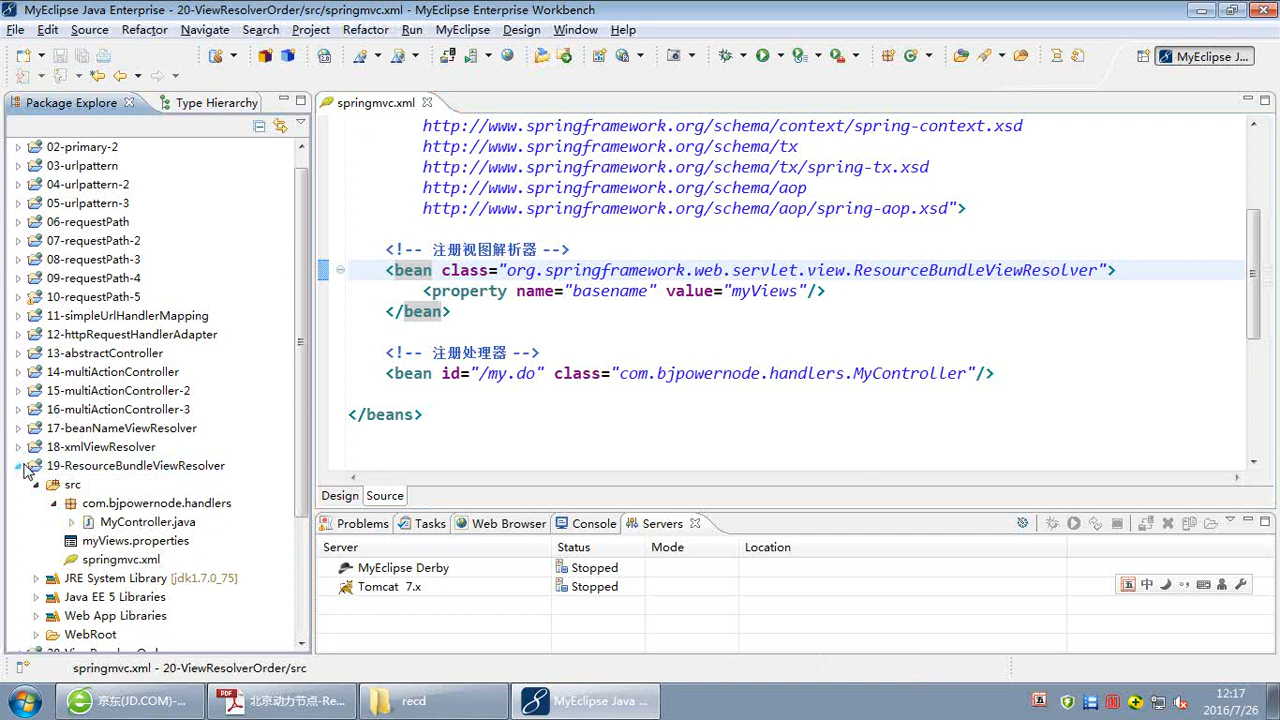 MyEclipse Java Enterprise - 20-ViewResolverOrder/src/springmvc.xml - MyEclipse Enterprise Workbench
File Edit Source Refactor Navigate Search Project Refactor Run MyEclipse Design Window Help
MyEclipse J...
Package Explore
Type Hierarchy
02-primary-2
03-urlpattern
04-urlpattern-2
05-urlpattern-3
06-requestPath
07-requestPath-2
08-requestPath-3
09-requestPath-4
10-requestPath-5
11-simpleUrlHandlerMapping
12-httpRequestHandlerAdapter
13-abstractController
14-multiActionController
15-multiActionController-2
16-multiActionController-3
17-beanNameViewResolver
18-xmlViewResolver
19-ResourceBundleViewResolver
src
com.bjpowernode.handlers
MyController.java
myViews.properties
springmvc.xml
JRE System Library [jdk1.7.0_75]
Java EE 5 Libraries
Web App Libraries
WebRoot
springmvc.xml
http://www.springframework.org/schema/context/spring-context.xsd
http://www.springframework.org/schema/tx
http://www.springframework.org/schema/tx/spring-tx.xsd
http://www.springframework.org/schema/aop
http://www.springframework.org/schema/aop/spring-aop.xsd">
<!-- 注册视图解析器 -->
<bean class="org.springframework.web.servlet.view.ResourceBundleViewResolver">
<property name="basename" value="myViews"/>
</bean>
<!-- 注册处理器 -->
<bean id="/my.do" class="com.bjpowernode.handlers.MyController"/>
</beans>
Design Source
Problems Tasks Web Browser Console Servers
Server Status Mode Location
MyEclipse Derby Stopped
Tomcat 7.x Stopped
五 中
springmvc.xml - 20-ViewResolverOrder/src
京东(JD.COM)-...
北京动力节点-Re...
recd
MyEclipse Java ...
12:17
2016/7/26